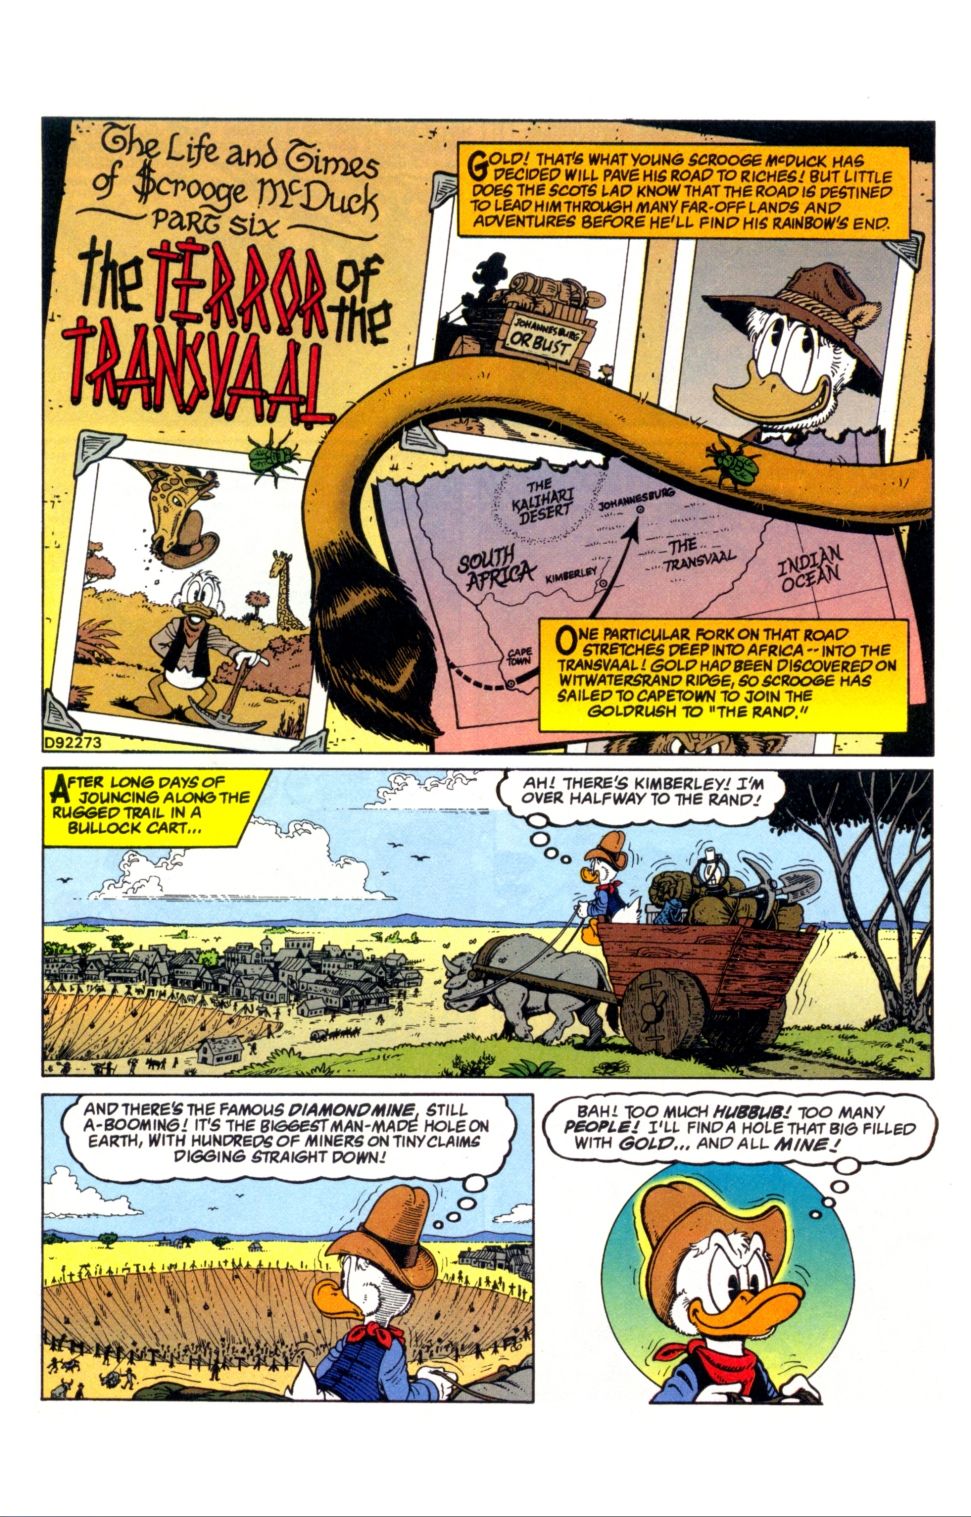 The Life and Times
of $crooge McDuck
PART SIX
the TERROR of
the
TRANSVAAL
GOLD! THAT'S WHAT YOUNG SCROOGE McDUCK HAS
DECIDED WILL PAVE HIS ROAD TO RICHES! BUT LITTLE
DOES THE SCOTS LAD KNOW THAT THE ROAD IS DESTINED
TO LEAD HIM THROUGH MANY FAR-OFF LANDS AND
ADVENTURES BEFORE HE'LL FIND HIS RAINBOW'S END.
JOHANNESBURG
OR BUST
THE
KALIHARI
DESERT
JOHANNESBURG
SOUTH
AFRICA
KIMBERLEY
THE
TRANSVAAL
INDIAN
OCEAN
CAPE
TOWN
ONE PARTICULAR FORK ON THAT ROAD
STRETCHES DEEP INTO AFRICA -- INTO THE
TRANSVAAL! GOLD HAD BEEN DISCOVERED ON
WITWATERSRAND RIDGE, SO SCROOGE HAS
SAILED TO CAPETOWN TO JOIN THE
GOLDRUSH TO "THE RAND."
D92273
AFTER LONG DAYS OF
JOUNCING ALONG THE
RUGGED TRAIL IN A
BULLOCK CART...
AH! THERE'S KIMBERLEY! I'M
OVER HALFWAY TO THE RAND!
AND THERE'S THE FAMOUS DIAMOND MINE, STILL
A-BOOMING! IT'S THE BIGGEST MAN-MADE HOLE ON
EARTH, WITH HUNDREDS OF MINERS ON TINY CLAIMS
DIGGING STRAIGHT DOWN!
BAH! TOO MUCH HUBBUB! TOO MANY
PEOPLE! I'LL FIND A HOLE THAT BIG FILLED
WITH GOLD... AND ALL MINE!